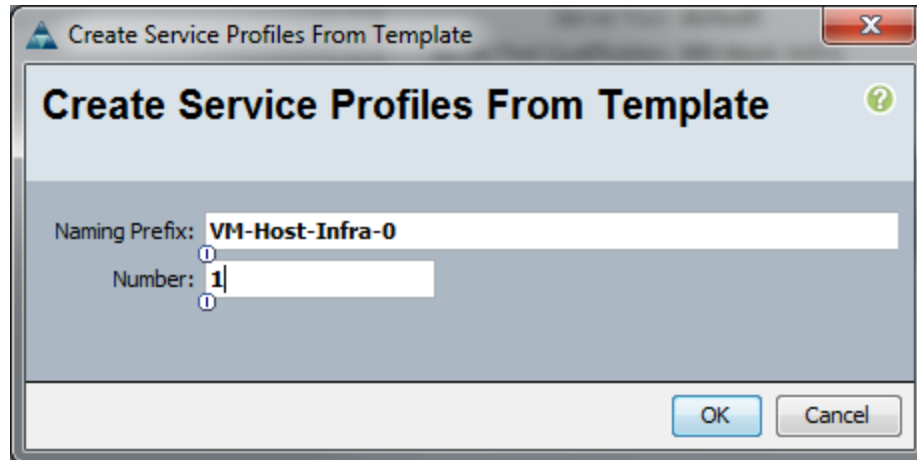 Create Service Profiles From Template
Create Service Profiles From Template
Naming Prefix: VM-Host-Infra-0
Number: 1
OK Cancel